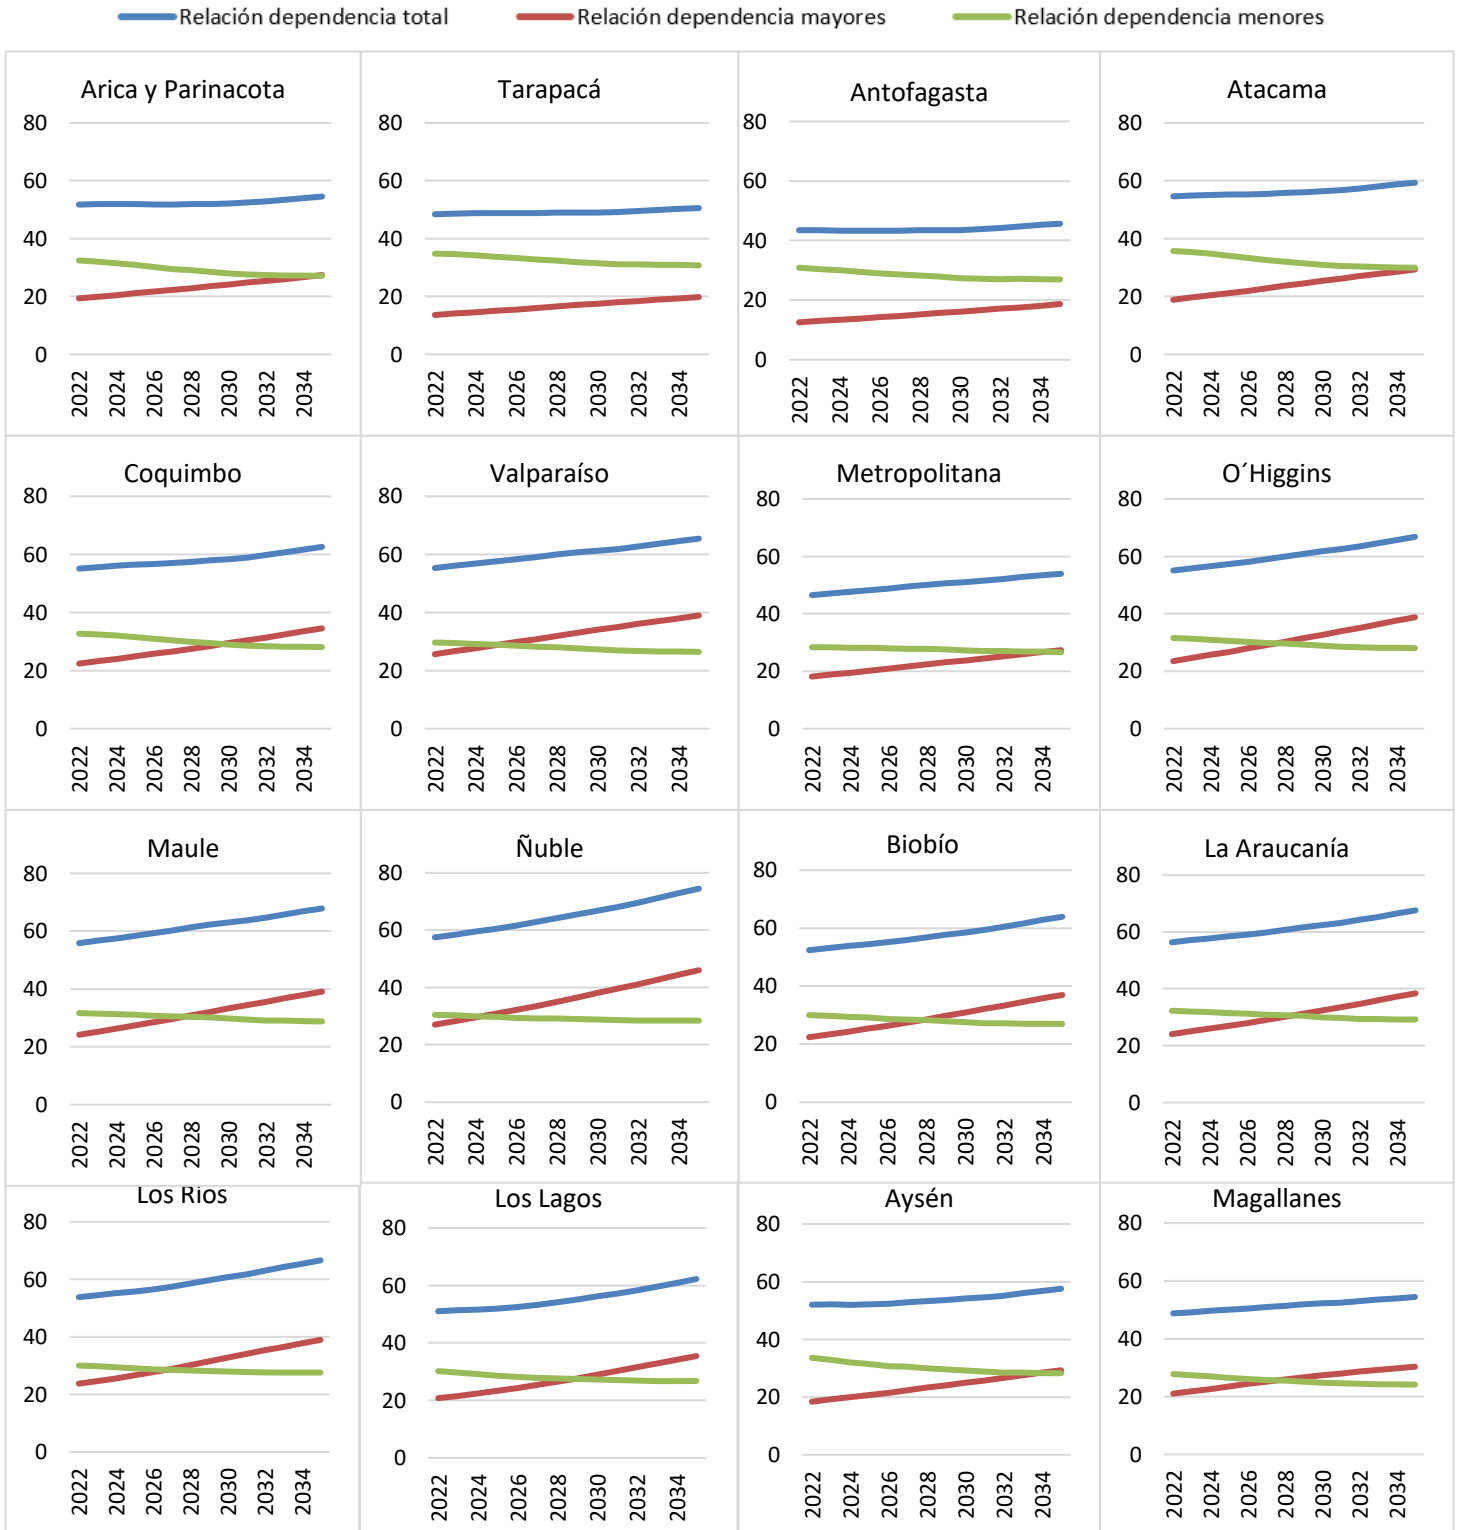 Relación dependencia total Relación dependencia mayores Relación dependencia menores
Arica y Parinacota
80
60
40
20
0
2022 2024 2026 2028 2030 2032 2034
Tarapacá
80
60
40
20
0
2022 2024 2026 2028 2030 2032 2034
Antofagasta
80
60
40
20
0
2022 2024 2026 2028 2030 2032 2034
Atacama
80
60
40
20
0
2022 2024 2026 2028 2030 2032 2034
Coquimbo
80
60
40
20
0
2022 2024 2026 2028 2030 2032 2034
Valparaíso
80
60
40
20
0
2022 2024 2026 2028 2030 2032 2034
Metropolitana
80
60
40
20
0
2022 2024 2026 2028 2030 2032 2034
O´Higgins
80
60
40
20
0
2022 2024 2026 2028 2030 2032 2034
Maule
80
60
40
20
0
2022 2024 2026 2028 2030 2032 2034
Ñuble
80
60
40
20
0
2022 2024 2026 2028 2030 2032 2034
Biobío
80
60
40
20
0
2022 2024 2026 2028 2030 2032 2034
La Araucanía
80
60
40
20
0
2022 2024 2026 2028 2030 2032 2034
Los Ríos
80
60
40
20
0
2022 2024 2026 2028 2030 2032 2034
Los Lagos
80
60
40
20
0
2022 2024 2026 2028 2030 2032 2034
Aysén
80
60
40
20
0
2022 2024 2026 2028 2030 2032 2034
Magallanes
80
60
40
20
0
2022 2024 2026 2028 2030 2032 2034